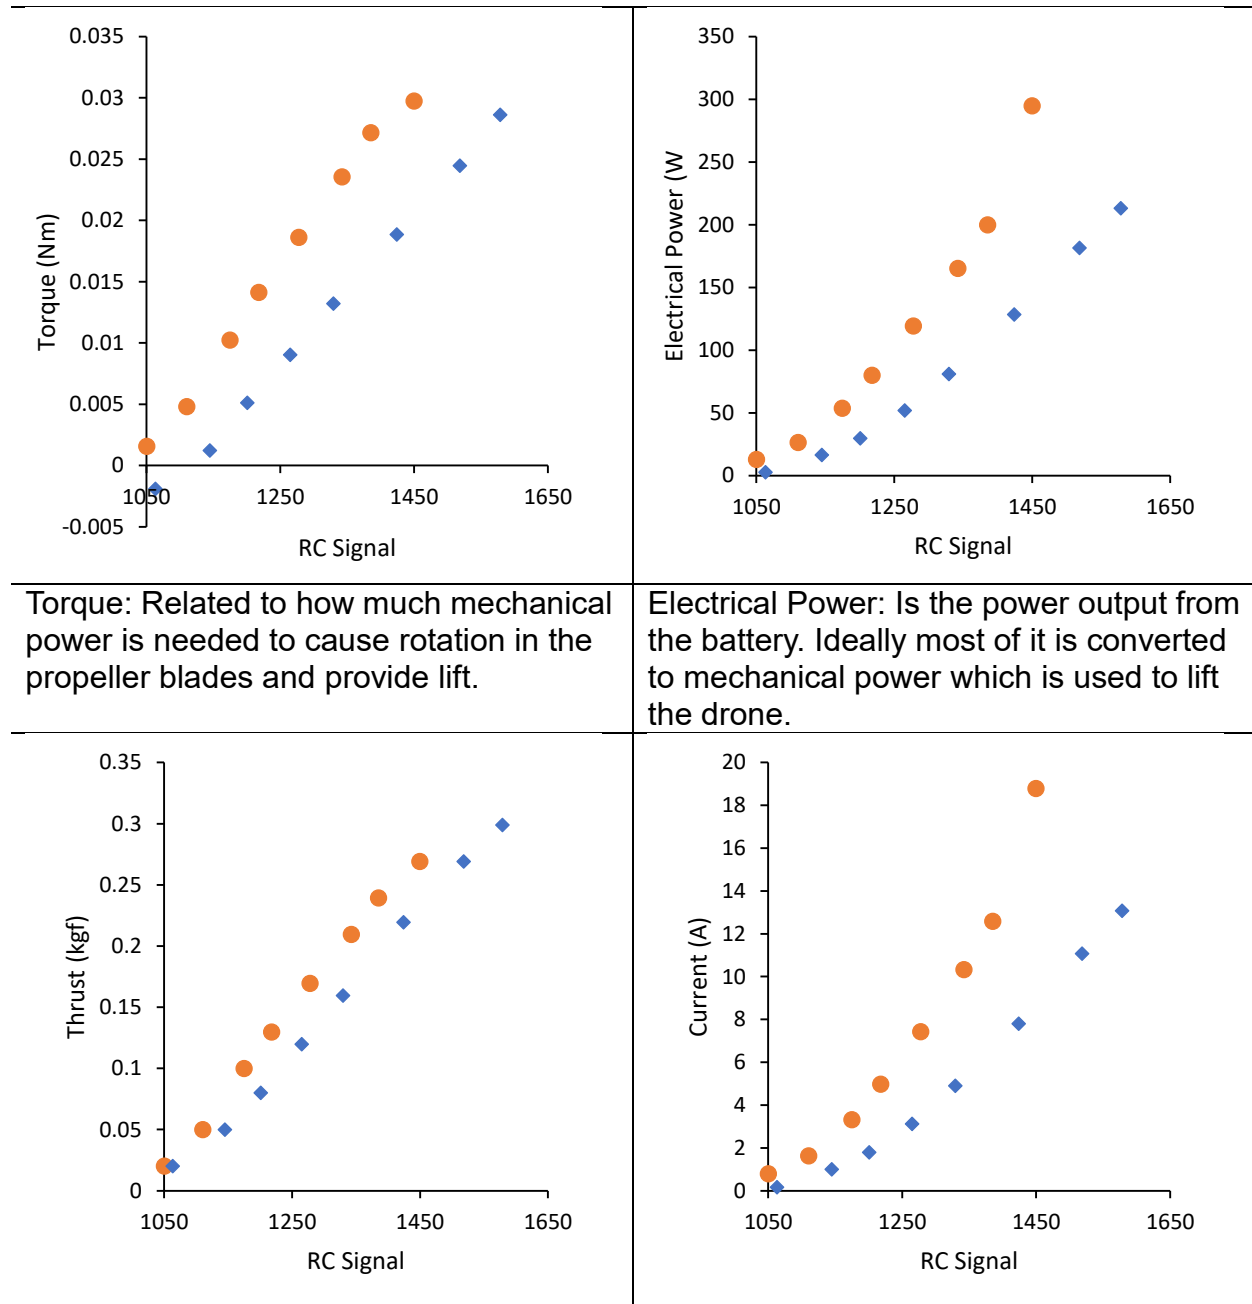 0.035
0.03
0.025
0.02
0.015
0.01
0.005
0
-0.005
Torque (Nm)
1050 1250 1450 1650
RC Signal
350
300
250
200
150
100
50
0
Electrical Power (W
1050 1250 1450 1650
RC Signal
Torque: Related to how much mechanical
power is needed to cause rotation in the
propeller blades and provide lift.
Electrical Power: Is the power output from
the battery. Ideally most of it is converted
to mechanical power which is used to lift
the drone.
0.35
0.3
0.25
0.2
0.15
0.1
0.05
0
Thrust (kgf)
1050 1250 1450 1650
RC Signal
20
18
16
14
12
10
8
6
4
2
0
Current (A)
1050 1250 1450 1650
RC Signal